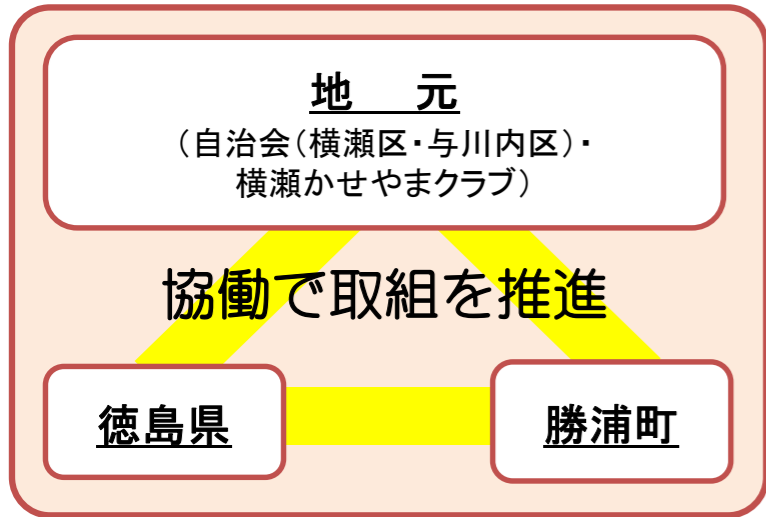 地　元
（自治会（横瀬区・与川内区）・
横瀬かせやまクラブ）
協働で取組を推進
徳島県
勝浦町